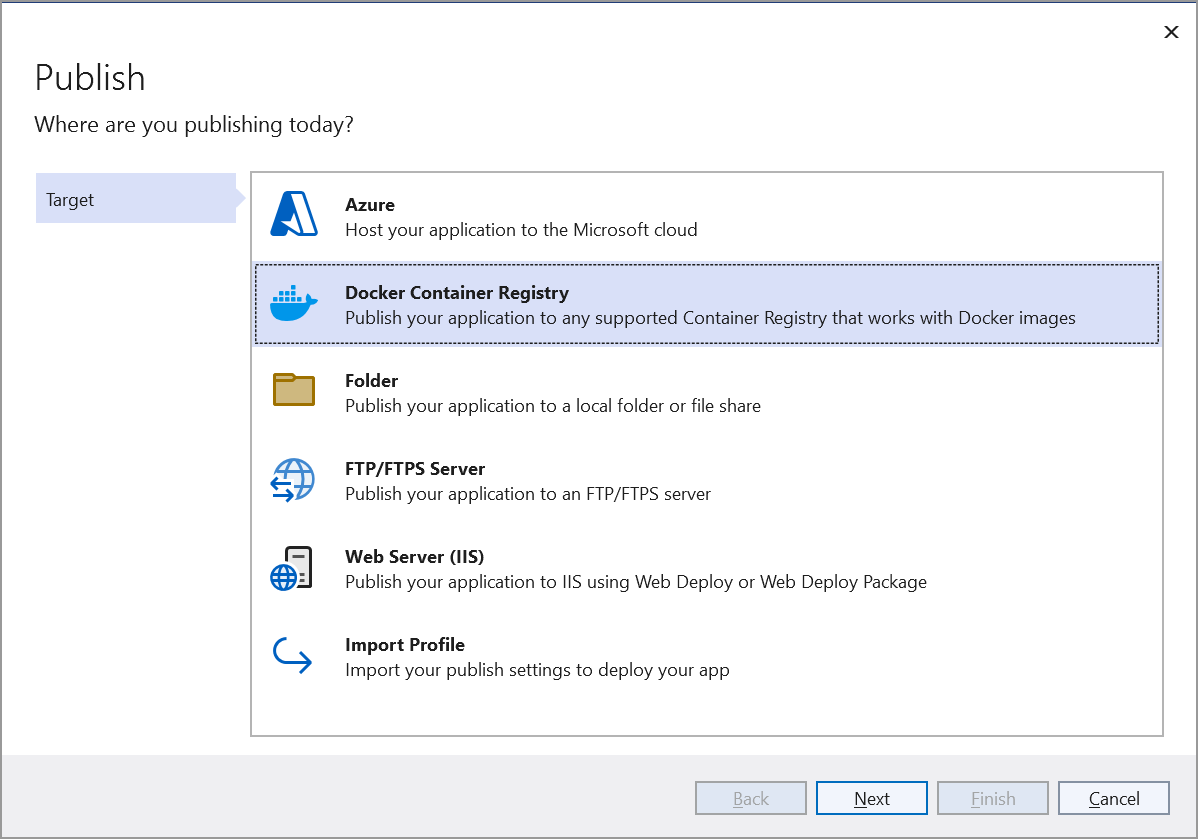 Publish
Where are you publishing today?
Target
Azure
Host your application to the Microsoft cloud
Docker Container Registry
Publish your application to any supported Container Registry that works with Docker images
Folder
Publish your application to a local folder or file share
FTP/FTPS Server
Publish your application to an FTP/FTPS server
Web Server (IIS)
Publish your application to IIS using Web Deploy or Web Deploy Package
Import Profile
Import your publish settings to deploy your app
Back Next Finish Cancel